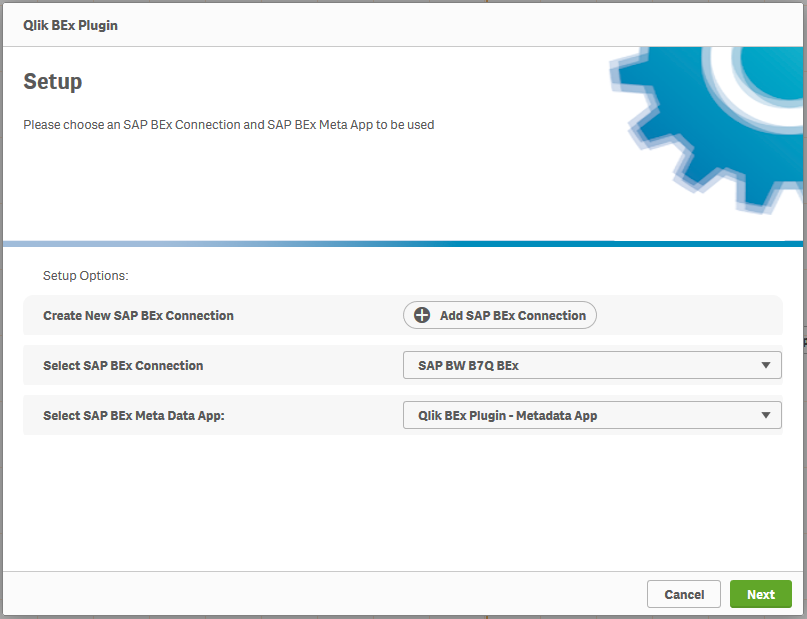 Qlik BEx Plugin
Setup
Please choose an SAP BEx Connection and SAP BEx Meta App to be used
Setup Options:
Create New SAP BEx Connection
Add SAP BEx Connection
Select SAP BEx Connection
SAP BW B7Q BEx
Select SAP BEx Meta Data App:
Qlik BEx Plugin - Metadata App
Cancel
Next